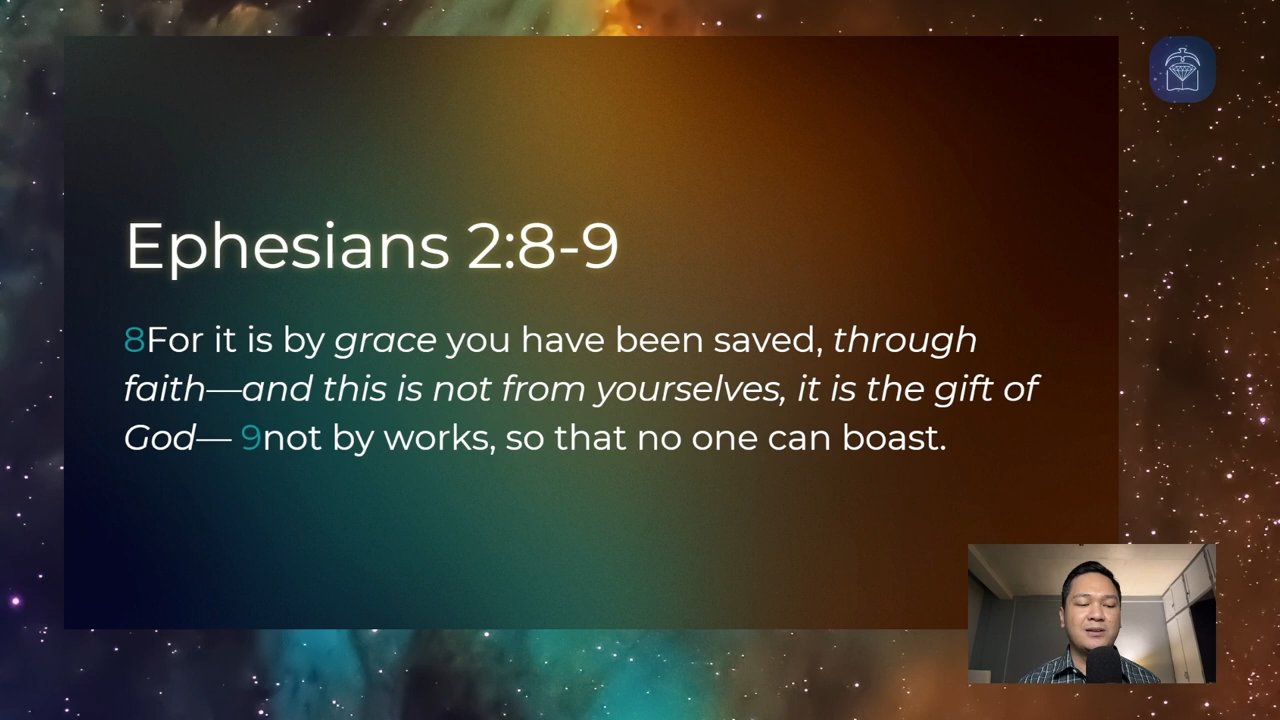 Ephesians 2:8-9
8For it is by grace you have been saved, through
faith—and this is not from yourselves, it is the gift of
God— 9not by works, so that no one can boast.